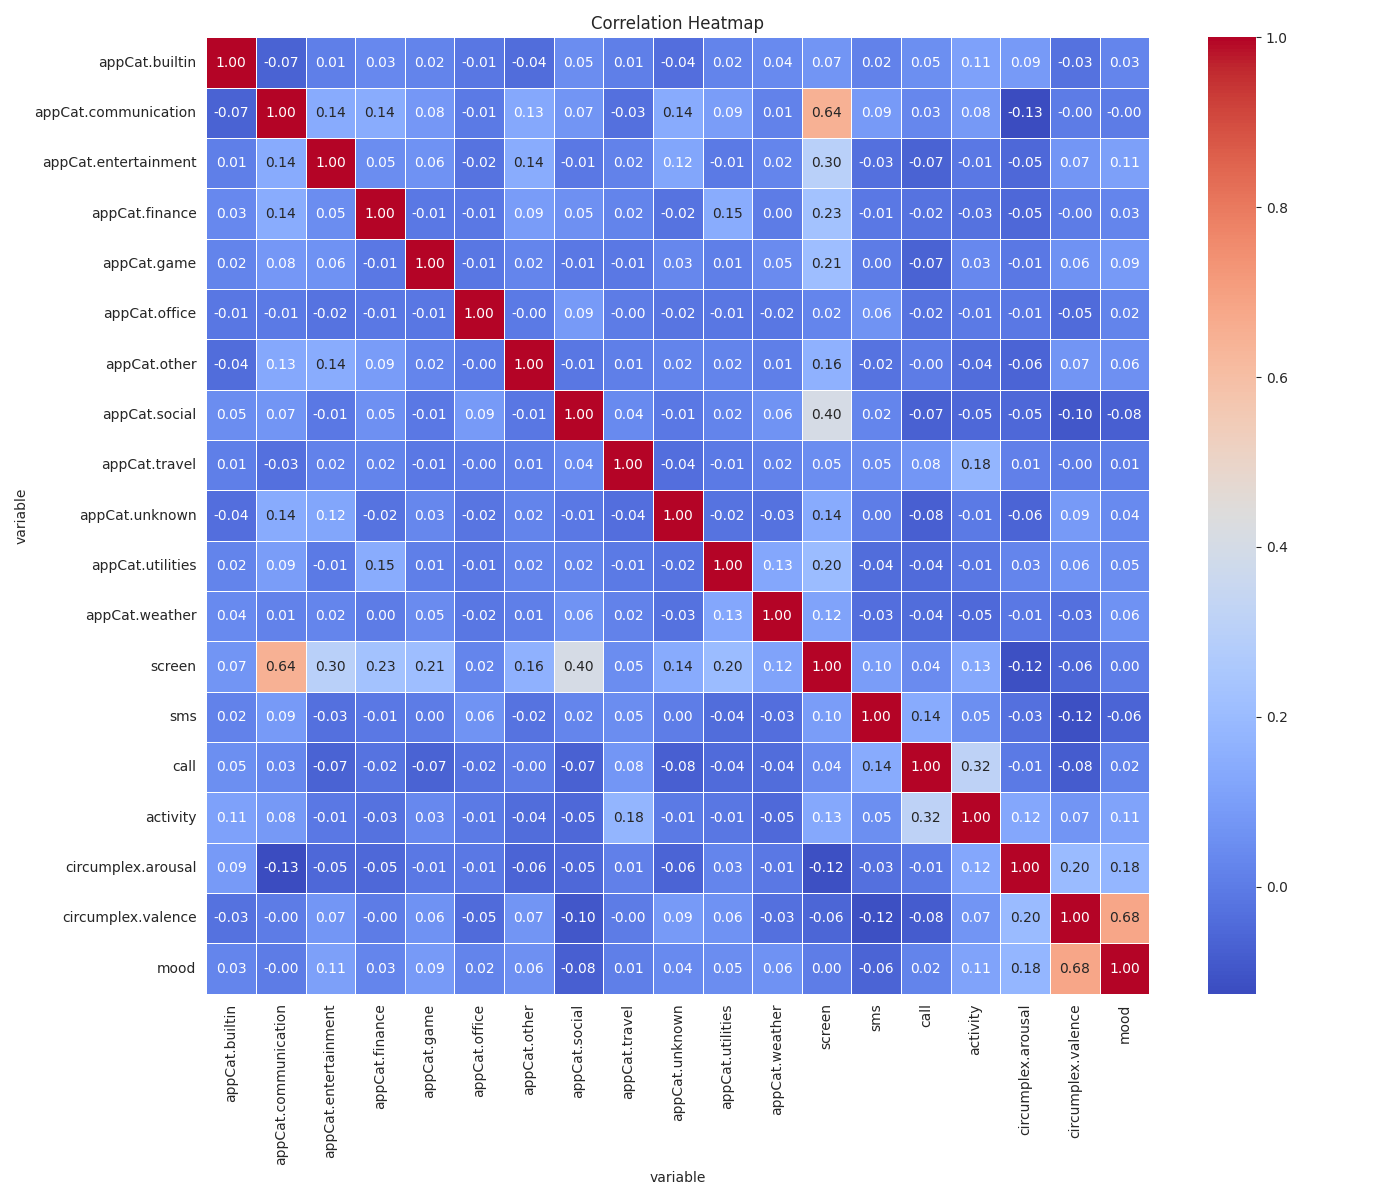 Correlation Heatmap
appCat.builtin 1.00 -0.07 0.01 0.03 0.02 -0.01 -0.04 0.05 0.01 -0.04 0.02 0.04 0.07 0.02 0.05 0.11 0.09 -0.03 0.03
appCat.communication -0.07 1.00 0.14 0.14 0.08 -0.01 0.13 0.07 -0.03 0.14 0.09 0.01 0.64 0.09 0.03 0.08 -0.13 -0.00 -0.00
appCat.entertainment 0.01 0.14 1.00 0.05 0.06 -0.02 0.14 -0.01 0.02 0.12 -0.01 0.02 0.30 -0.03 -0.07 -0.01 -0.05 0.07 0.11
appCat.finance 0.03 0.14 0.05 1.00 -0.01 -0.01 0.09 0.05 0.02 -0.02 0.15 0.00 0.23 -0.01 -0.02 -0.03 -0.05 -0.00 0.03
appCat.game 0.02 0.08 0.06 -0.01 1.00 -0.01 0.02 -0.01 -0.01 0.03 0.01 0.05 0.21 0.00 -0.07 0.03 -0.01 0.06 0.09
appCat.office -0.01 -0.01 -0.02 -0.01 -0.01 1.00 -0.00 0.09 -0.00 -0.02 -0.01 -0.02 0.02 0.06 -0.02 -0.01 -0.01 -0.05 0.02
appCat.other -0.04 0.13 0.14 0.09 0.02 -0.00 1.00 -0.01 0.01 0.02 0.02 0.01 0.16 -0.02 -0.00 -0.04 -0.06 0.07 0.06
appCat.social 0.05 0.07 -0.01 0.05 -0.01 0.09 -0.01 1.00 0.04 -0.01 0.02 0.06 0.40 0.02 -0.07 -0.05 -0.05 -0.10 -0.08
appCat.travel 0.01 -0.03 0.02 0.02 -0.01 -0.00 0.01 0.04 1.00 -0.04 -0.01 0.02 0.05 0.05 0.08 0.18 0.01 -0.00 0.01
appCat.unknown -0.04 0.14 0.12 -0.02 0.03 -0.02 0.02 -0.01 -0.04 1.00 -0.02 -0.03 0.14 0.00 -0.08 -0.01 -0.06 0.09 0.04
appCat.utilities 0.02 0.09 -0.01 0.15 0.01 -0.01 0.02 0.02 -0.01 -0.02 1.00 0.13 0.20 -0.04 -0.04 -0.01 0.03 0.06 0.05
appCat.weather 0.04 0.01 0.02 0.00 0.05 -0.02 0.01 0.06 0.02 -0.03 0.13 1.00 0.12 -0.03 -0.04 -0.05 -0.01 -0.03 0.06
screen 0.07 0.64 0.30 0.23 0.21 0.02 0.16 0.40 0.05 0.14 0.20 0.12 1.00 0.10 0.04 0.13 -0.12 -0.06 0.00
sms 0.02 0.09 -0.03 -0.01 0.00 0.06 -0.02 0.02 0.05 0.00 -0.04 -0.03 0.10 1.00 0.14 0.05 -0.03 -0.12 -0.06
call 0.05 0.03 -0.07 -0.02 -0.07 -0.02 -0.00 -0.07 0.08 -0.08 -0.04 -0.04 0.04 0.14 1.00 0.32 -0.01 -0.08 0.02
activity 0.11 0.08 -0.01 -0.03 0.03 -0.01 -0.04 -0.05 0.18 -0.01 -0.01 -0.05 0.13 0.05 0.32 1.00 0.12 0.07 0.11
circumplex.arousal 0.09 -0.13 -0.05 -0.05 -0.01 -0.01 -0.06 -0.05 0.01 -0.06 0.03 -0.01 -0.12 -0.03 -0.01 0.12 1.00 0.20 0.18
circumplex.valence -0.03 -0.00 0.07 -0.00 0.06 -0.05 0.07 -0.10 -0.00 0.09 0.06 -0.03 -0.06 -0.12 -0.08 0.07 0.20 1.00 0.68
mood 0.03 -0.00 0.11 0.03 0.09 0.02 0.06 -0.08 0.01 0.04 0.05 0.06 0.00 -0.06 0.02 0.11 0.18 0.68 1.00
variable
appCat.builtin
appCat.communication
appCat.entertainment
appCat.finance
appCat.game
appCat.office
appCat.other
appCat.social
appCat.travel
appCat.unknown
appCat.utilities
appCat.weather
screen
sms
call
activity
circumplex.arousal
circumplex.valence
mood
variable
1.0
0.8
0.6
0.4
0.2
0.0